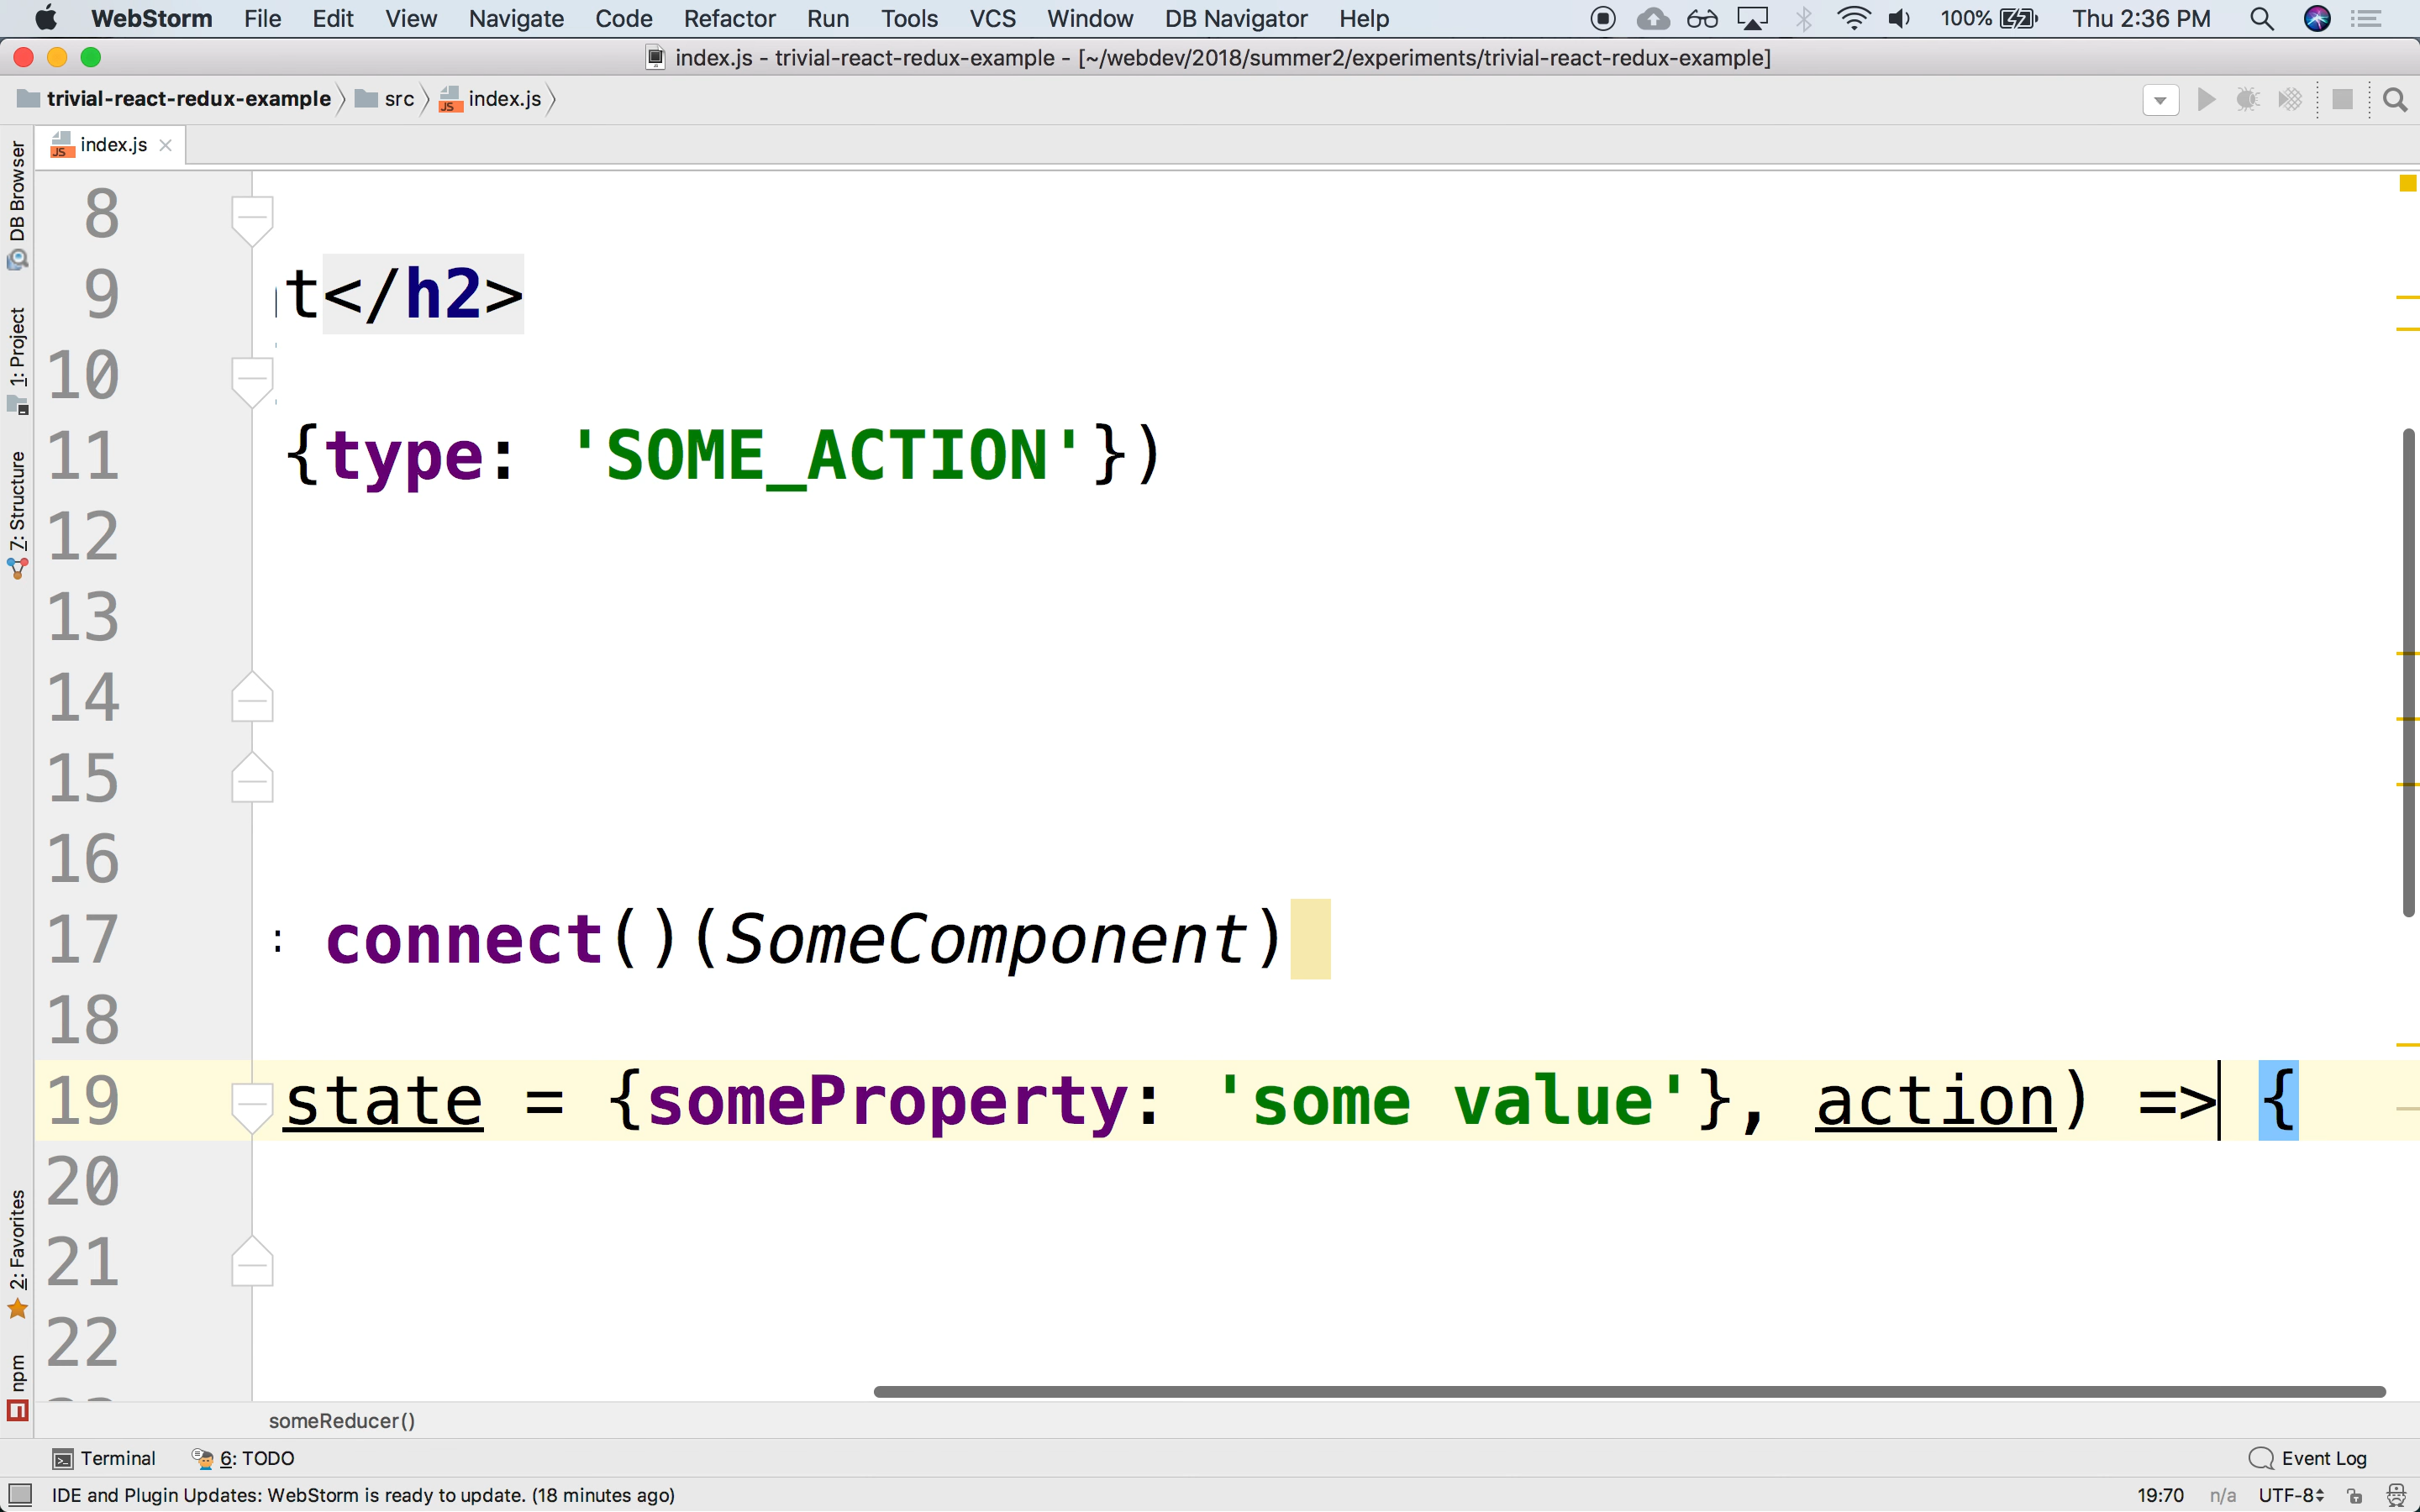 WebStorm File Edit View Navigate Code Refactor Run Tools VCS Window DB Navigator Help 100% Thu 2:36 PM
index.js - trivial-react-redux-example - [~/webdev/2018/summer2/experiments/trivial-react-redux-example]
trivial-react-redux-example src index.js
index.js
DB Browser
1: Project
7: Structure
2: Favorites
npm
8
9 t</h2>
10
11 {type: 'SOME_ACTION'})
12
13
14
15
16
17 : connect()(SomeComponent)
18
19 state = {someProperty: 'some value'}, action) => {
20
21
22
someReducer()
Terminal 6: TODO Event Log
IDE and Plugin Updates: WebStorm is ready to update. (18 minutes ago) 19:70 n/a UTF-8